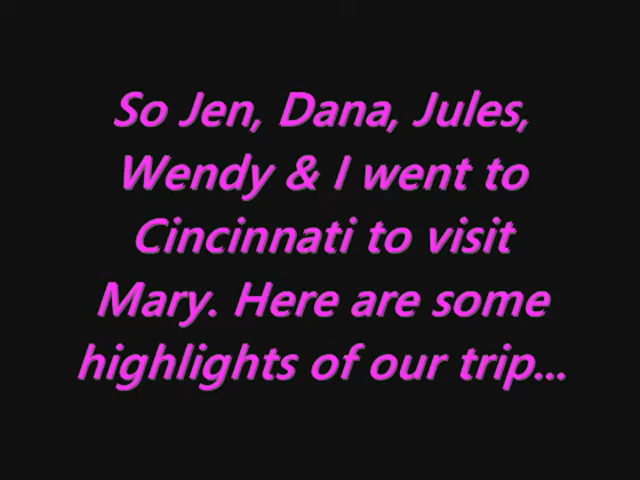 So Jen, Dana, Jules,
Wendy & I went to
Cincinnati to visit
Mary. Here are some
highlights of our trip...